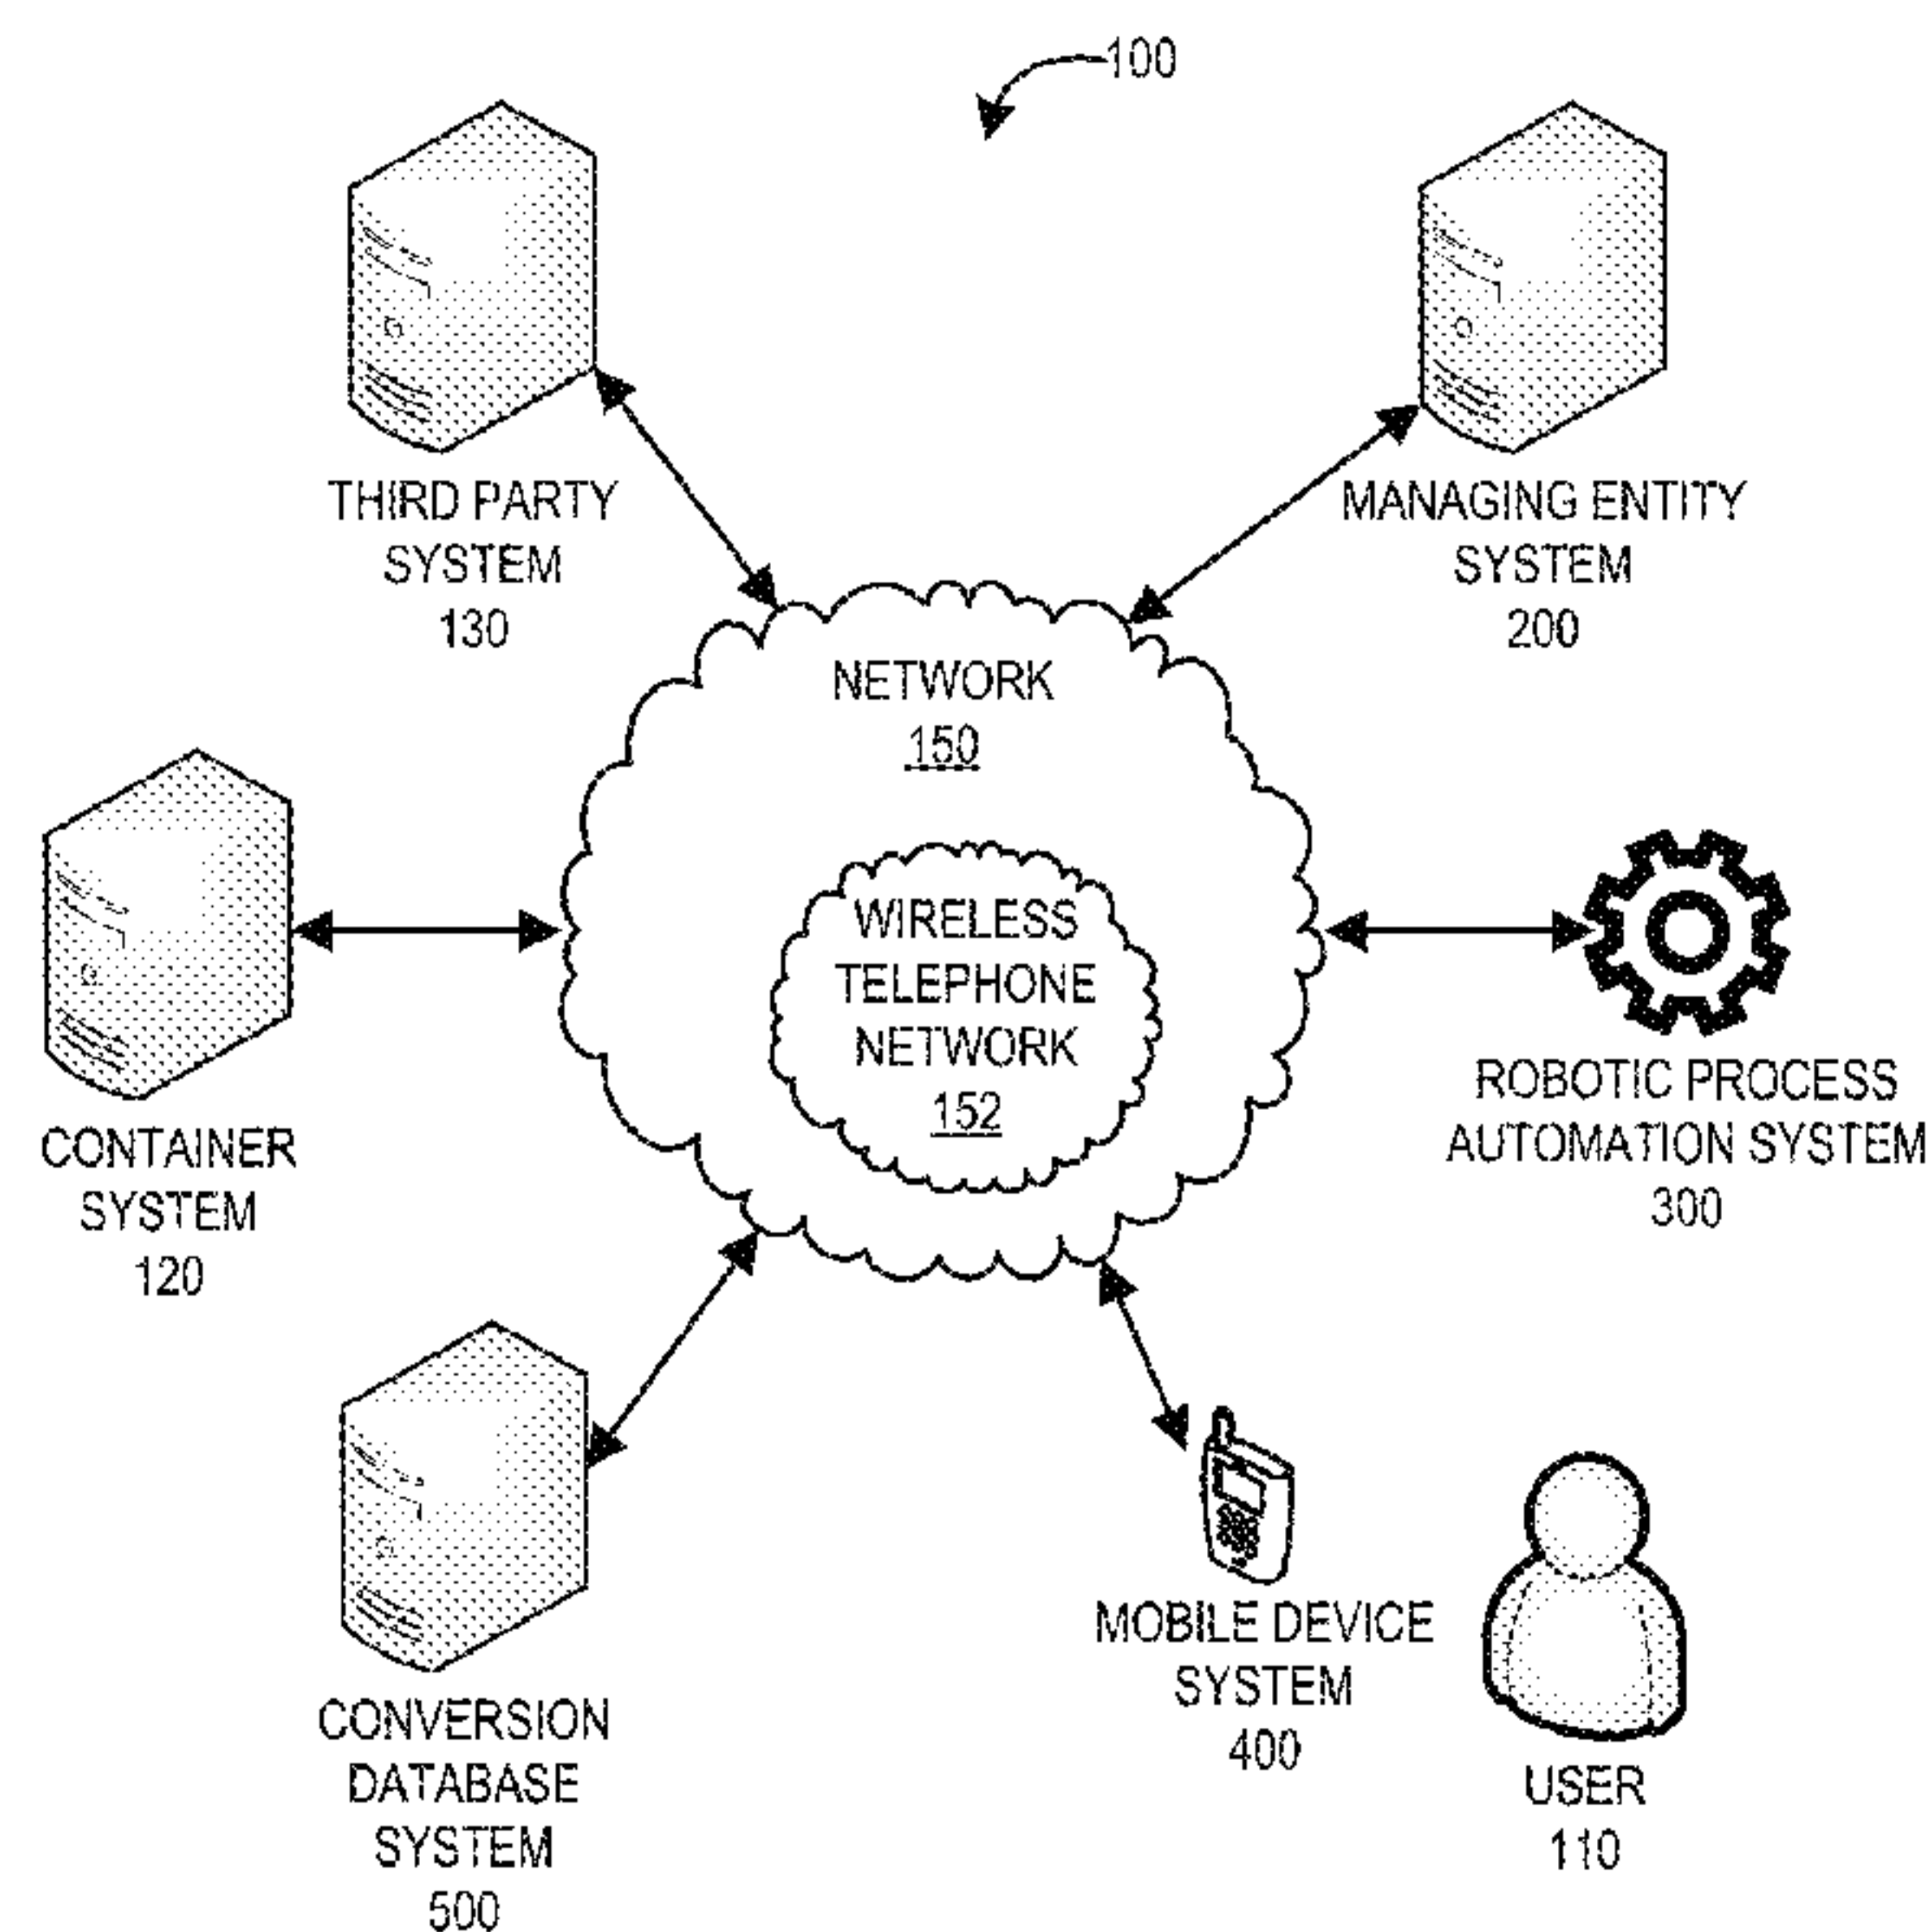 100
THIRD PARTY
SYSTEM
130
MANAGING ENTITY
SYSTEM
200
NETWORK
150
WIRELESS
TELEPHONE
NETWORK
152
CONTAINER
SYSTEM
120
ROBOTIC PROCESS
AUTOMATION SYSTEM
300
CONVERSION
DATABASE
SYSTEM
500
MOBILE DEVICE
SYSTEM
400
USER
110